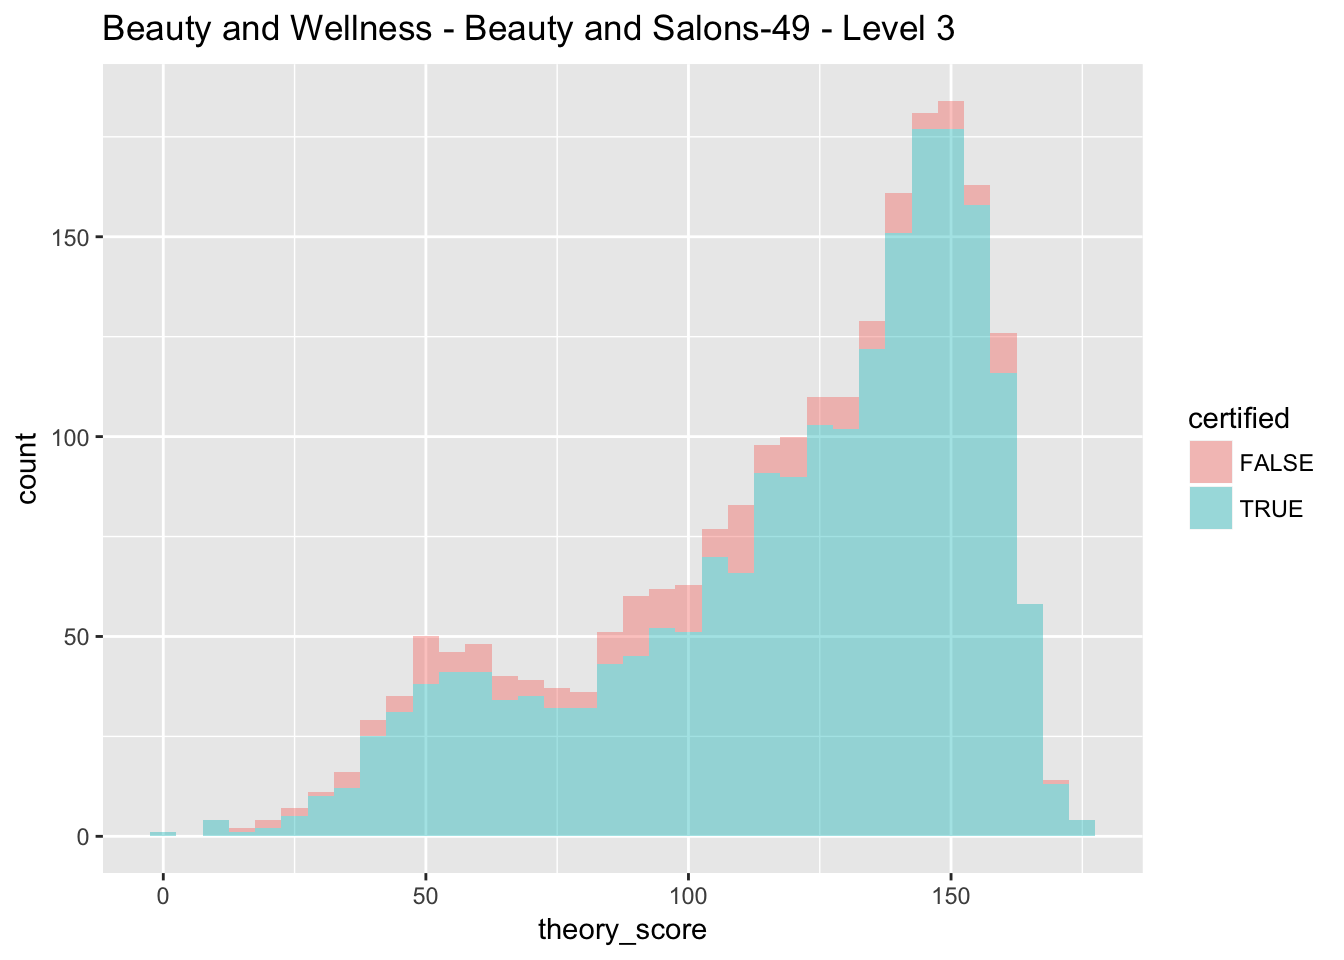 Beauty and Wellness - Beauty and Salons-49 - Level 3
150
100
50
0
count
0 50 100 150
theory_score
certified
FALSE
TRUE